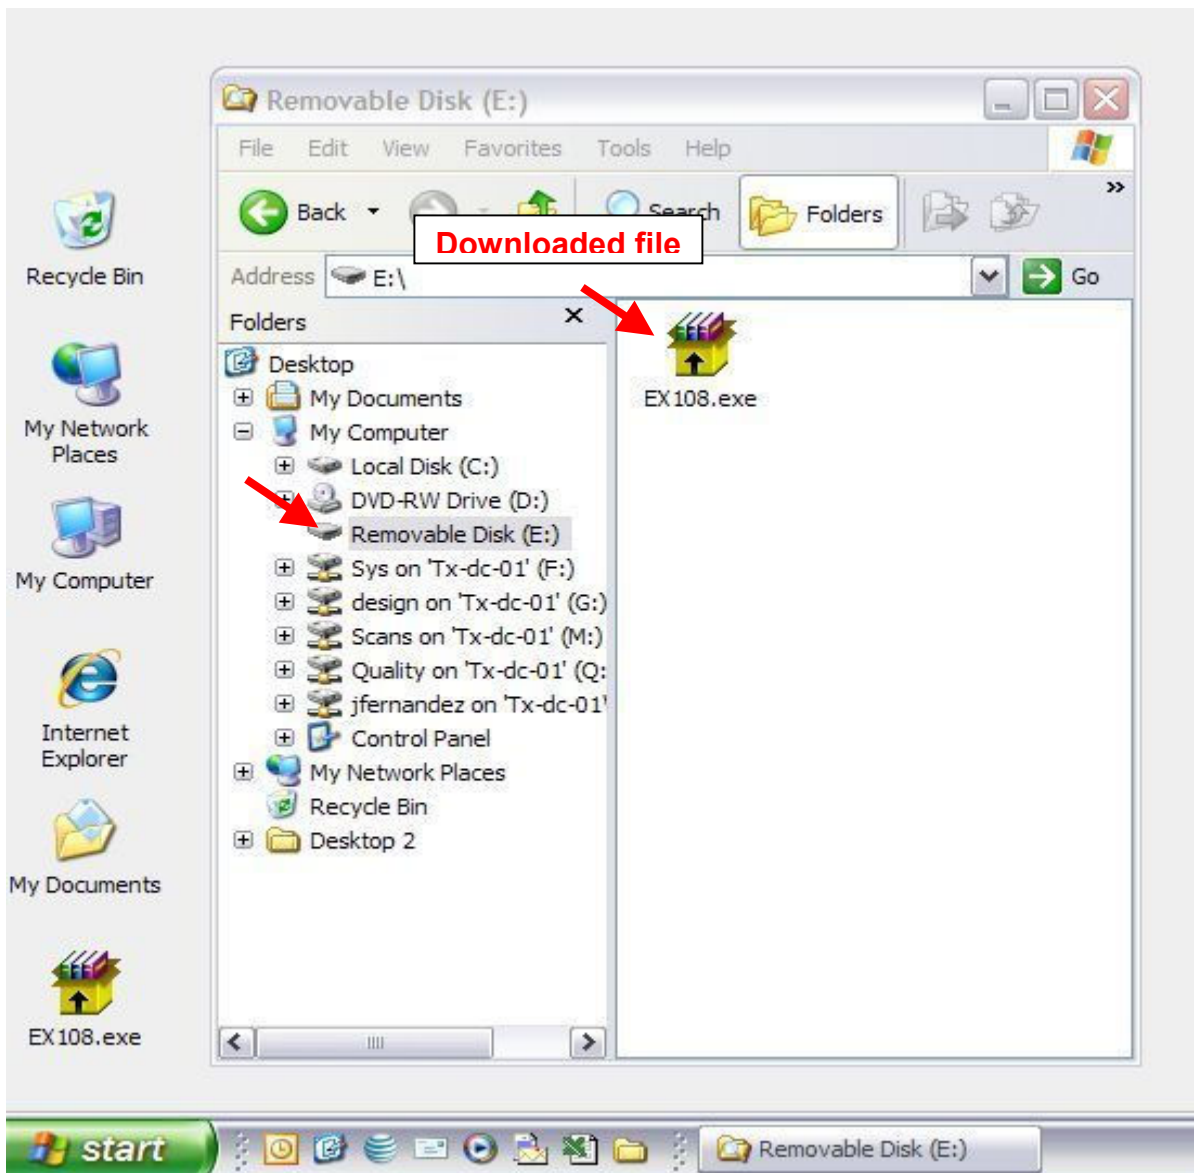 Removable Disk (E:)
File Edit View Favorites Tools Help
Back Search Folders »
Downloaded file
Address E:\ Go
Folders
Desktop
My Documents
My Computer
Local Disk (C:)
DVD-RW Drive (D:)
Removable Disk (E:)
Sys on 'Tx-dc-01' (F:)
design on 'Tx-dc-01' (G:)
Scans on 'Tx-dc-01' (M:)
Quality on 'Tx-dc-01' (Q:
jfernandez on 'Tx-dc-01'
Control Panel
My Network Places
Recycle Bin
Desktop 2
EX108.exe
Recycle Bin
My Network
Places
My Computer
Internet
Explorer
My Documents
EX108.exe
start
Removable Disk (E:)